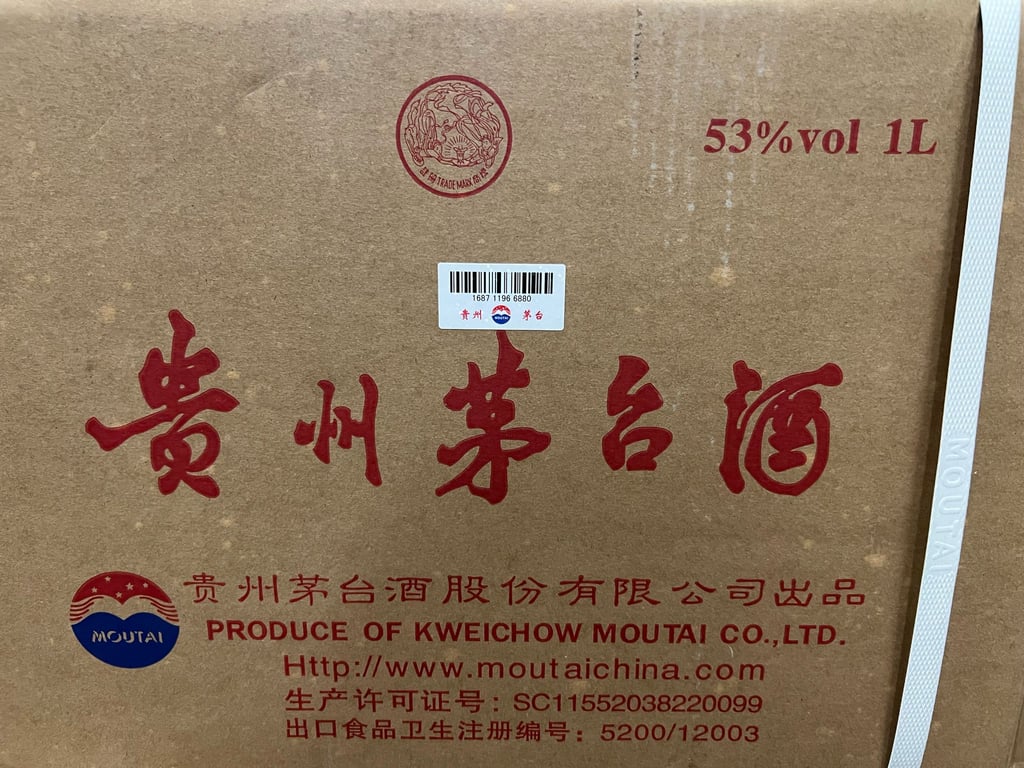 TRADE MARK
53%vol 1L
1687 1196 6880
贵州 MOUTAI 茅台
贵州茅台酒
MOUTAI
贵州茅台酒股份有限公司出品
PRODUCE OF KWEICHOW MOUTAI CO.,LTD.
Http://www.moutaichina.com
生产许可证号：SC11552038220099
出口食品卫生注册编号：5200/12003
MOUTAI